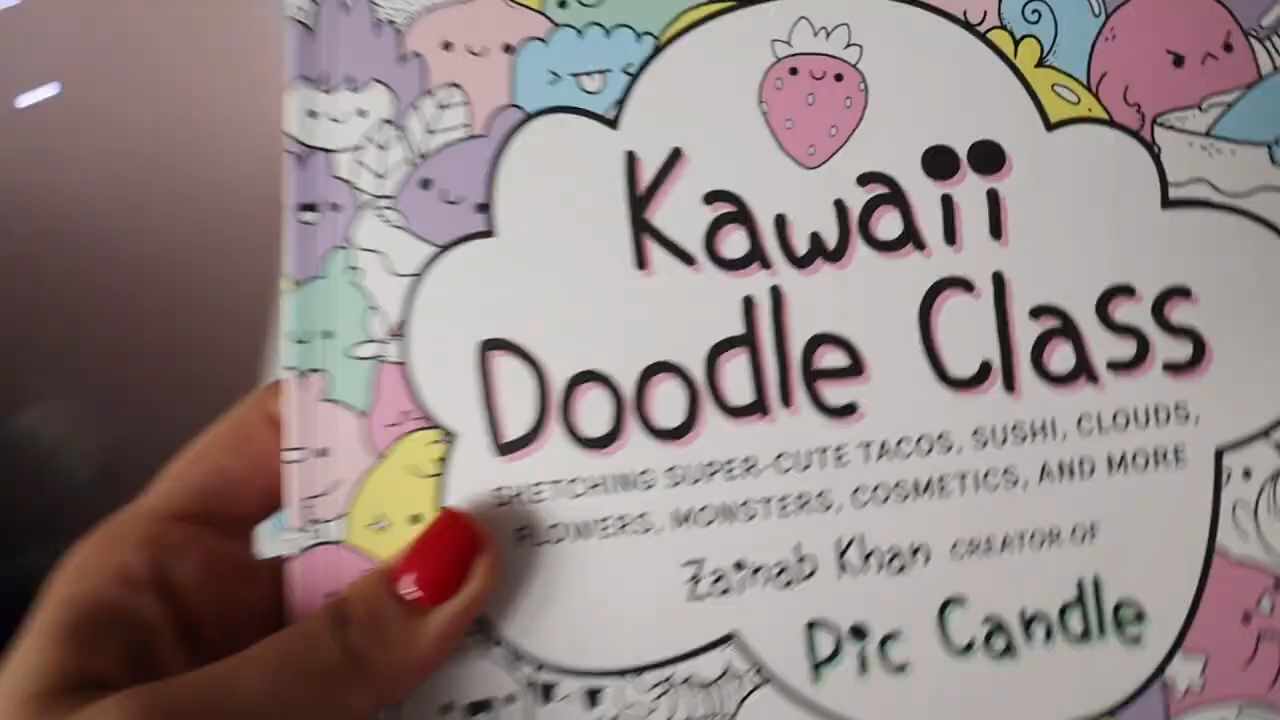 Kawaii
Doodle Class
SKETCHING SUPER-CUTE TACOS, SUSHI, CLOUDS,
FLOWERS, MONSTERS, COSMETICS, AND MORE
Zainab Khan CREATOR OF
Pic Candle